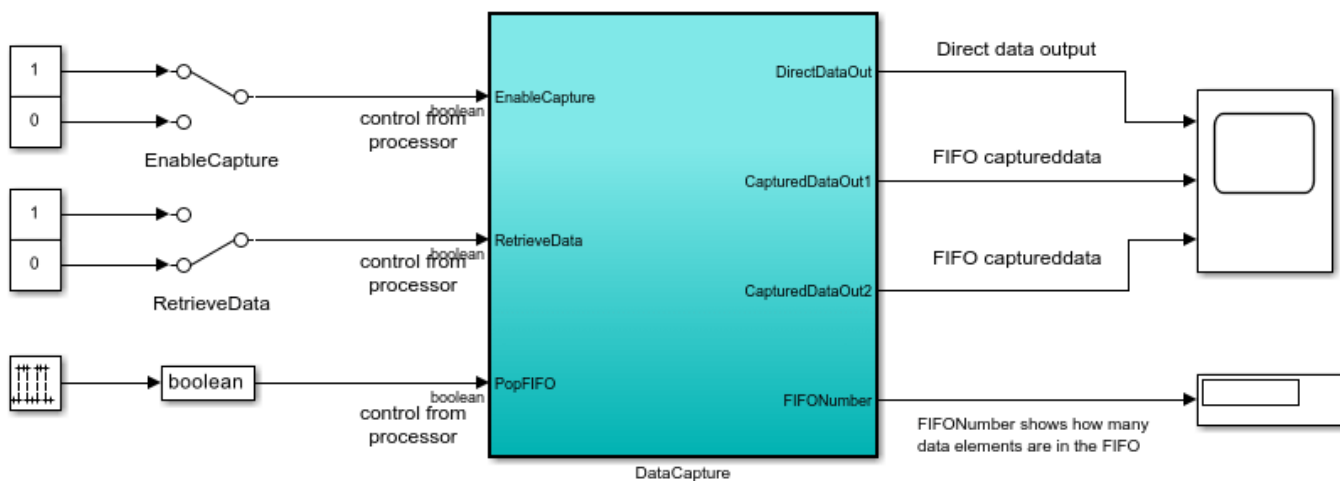 1
0
EnableCapture
control from
processor
boolean
EnableCapture
1
0
RetrieveData
control from
processor
boolean
RetrieveData
boolean
control from
processor
boolean
PopFIFO
DirectDataOut
CapturedDataOut1
CapturedDataOut2
FIFONumber
DataCapture
Direct data output
FIFO captureddata
FIFO captureddata
FIFONumber shows how many
data elements are in the FIFO